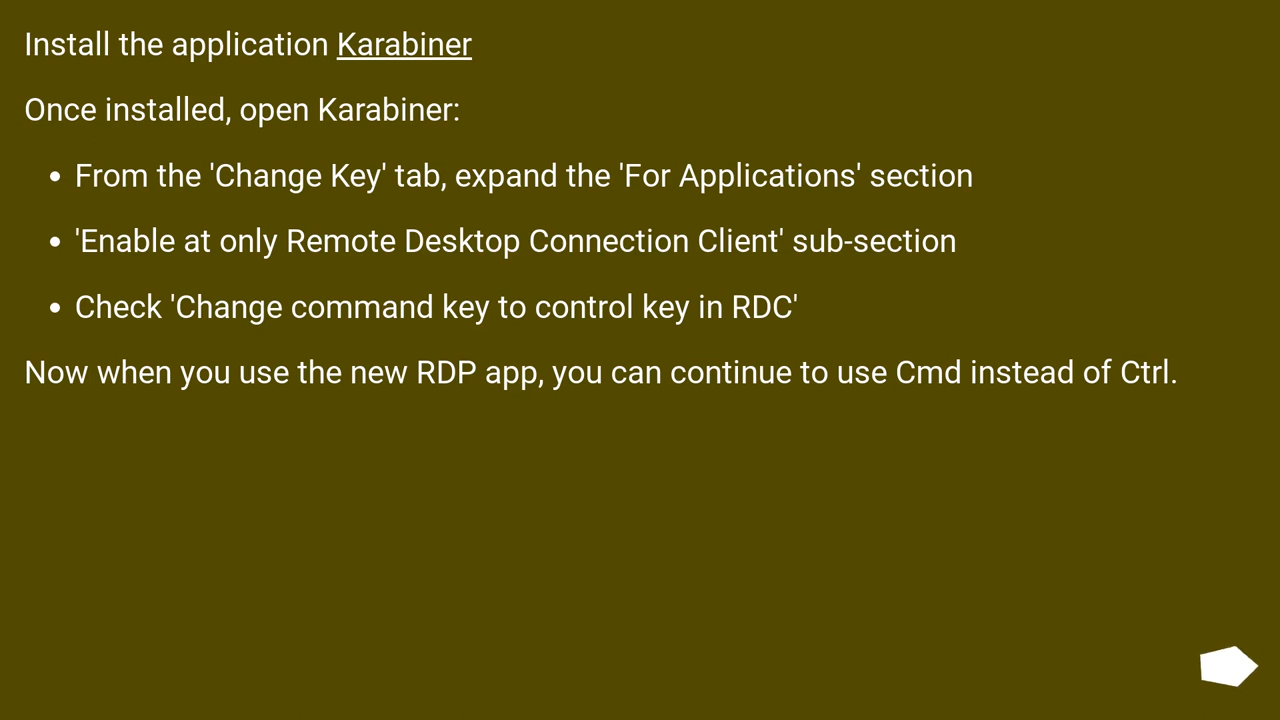 Install the application Karabiner
Once installed, open Karabiner:
• From the 'Change Key' tab, expand the 'For Applications' section
• 'Enable at only Remote Desktop Connection Client' sub-section
• Check 'Change command key to control key in RDC'
Now when you use the new RDP app, you can continue to use Cmd instead of Ctrl.